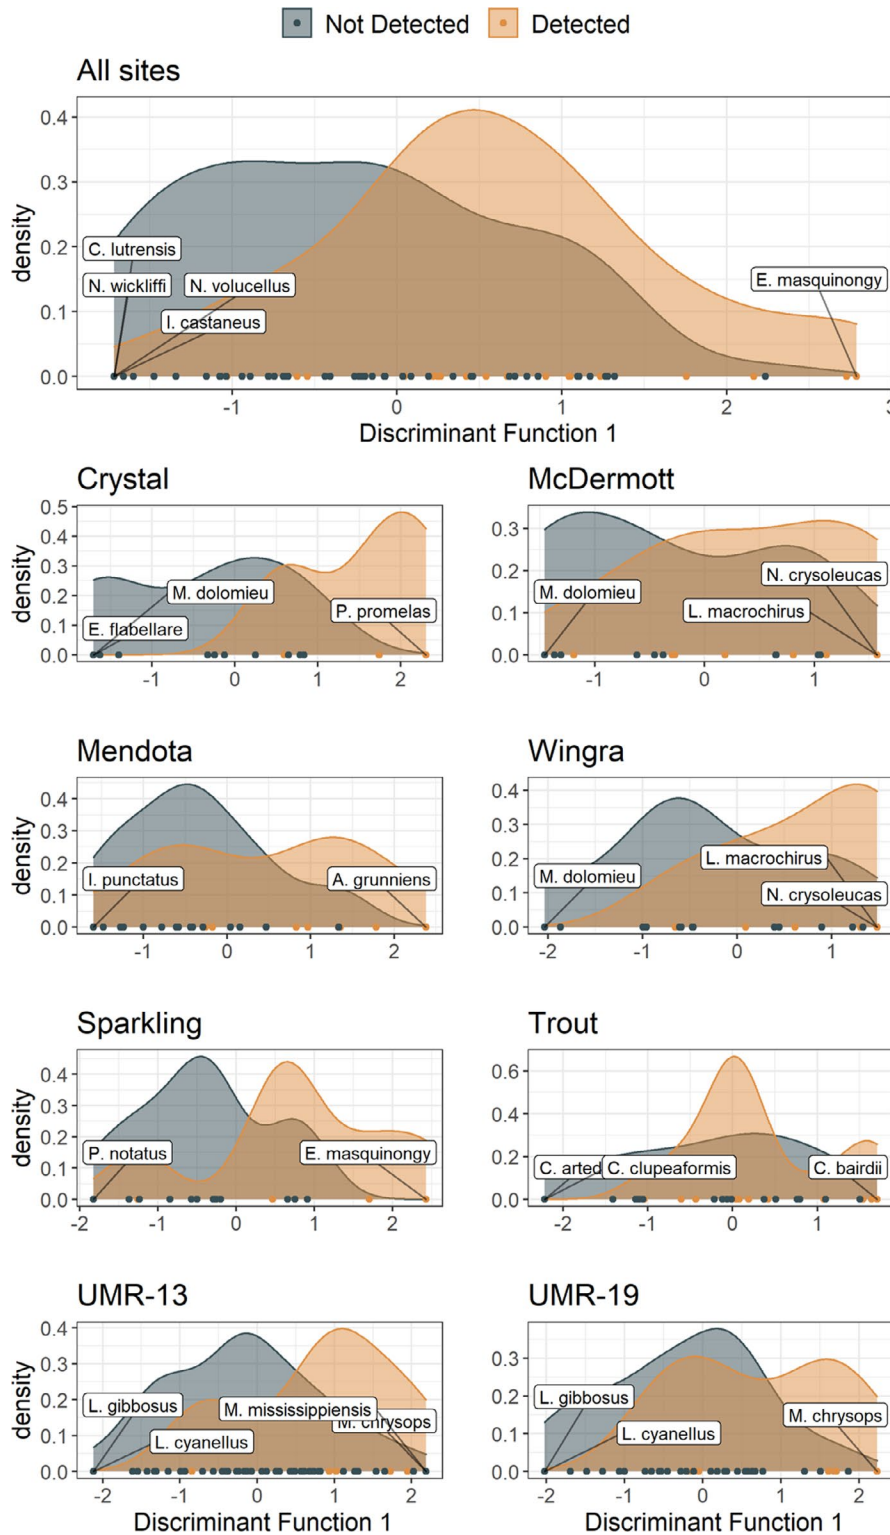 Not Detected Detected
All sites
density
0.4
0.3
0.2
0.1
0.0
C. lutrensis
N. wickliffi N. volucellus
I. castaneus
E. masquinongy
-1 0 1 2 3
Discriminant Function 1
Crystal
density
0.5
0.4
0.3
0.2
0.1
0.0
M. dolomieu
E. flabellare
P. promelas
-1 0 1 2
McDermott
0.3
0.2
0.1
0.0
N. crysoleucas
M. dolomieu
L. macrochirus
-1 0 1
Mendota
density
0.4
0.3
0.2
0.1
0.0
I. punctatus A. grunniens
-1 0 1 2
Wingra
0.4
0.3
0.2
0.1
0.0
L. macrochirus
M. dolomieu
N. crysoleucas
-2 -1 0 1
Sparkling
density
0.4
0.3
0.2
0.1
0.0
P. notatus E. masquinongy
-2 -1 0 1 2
Trout
0.6
0.4
0.2
0.0
C. arted C. clupeaformis C. bairdii
-2 -1 0 1
UMR-13
density
0.4
0.3
0.2
0.1
0.0
L. gibbosus M. mississippiensis
M. chrysops
L. cyanellus
-2 -1 0 1 2
Discriminant Function 1
UMR-19
0.3
0.2
0.1
0.0
L. gibbosus
M. chrysops
L. cyanellus
-2 -1 0 1 2
Discriminant Function 1